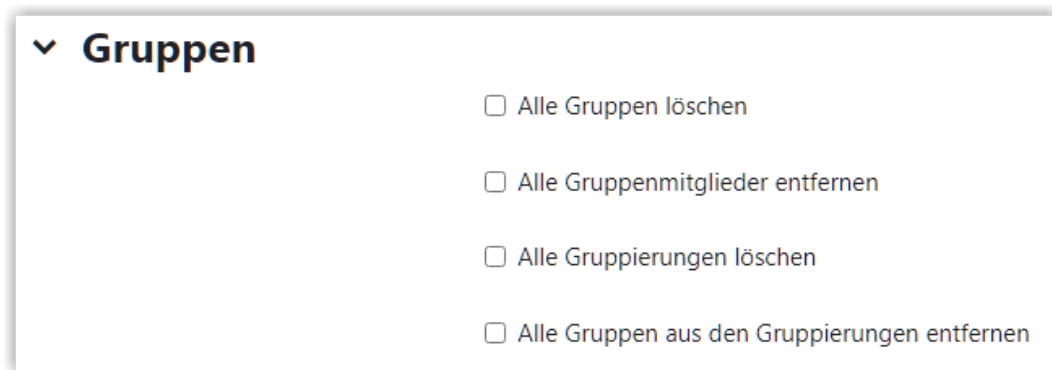 Gruppen
Alle Gruppen löschen
Alle Gruppenmitglieder entfernen
Alle Gruppierungen löschen
Alle Gruppen aus den Gruppierungen entfernen